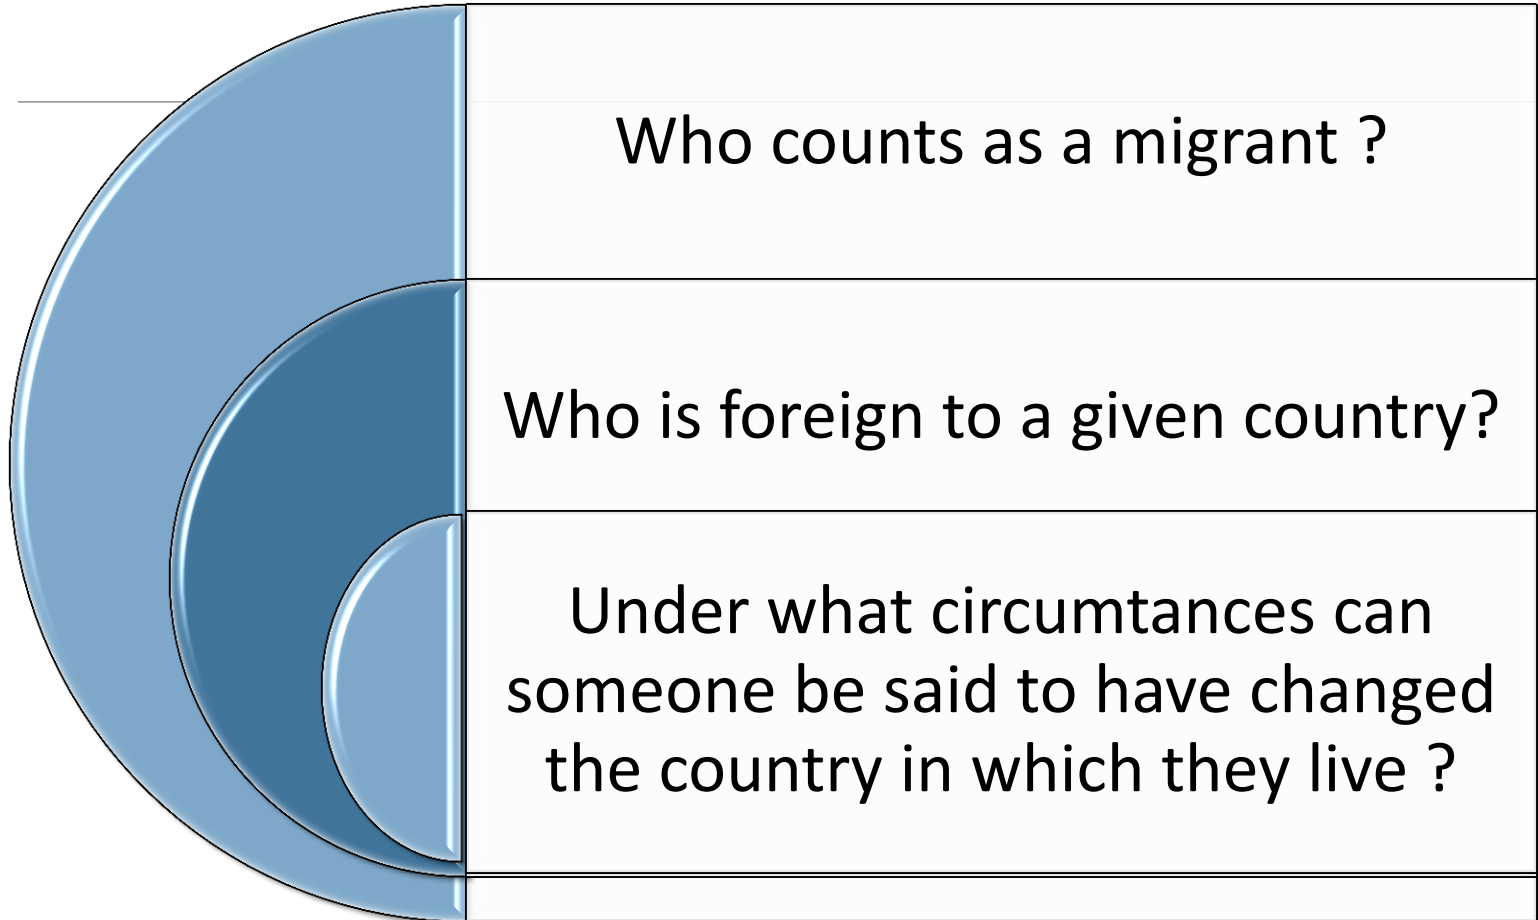 Who counts as a migrant ?
Who is foreign to a given country?
Under what circumtances can
someone be said to have changed
the country in which they live ?